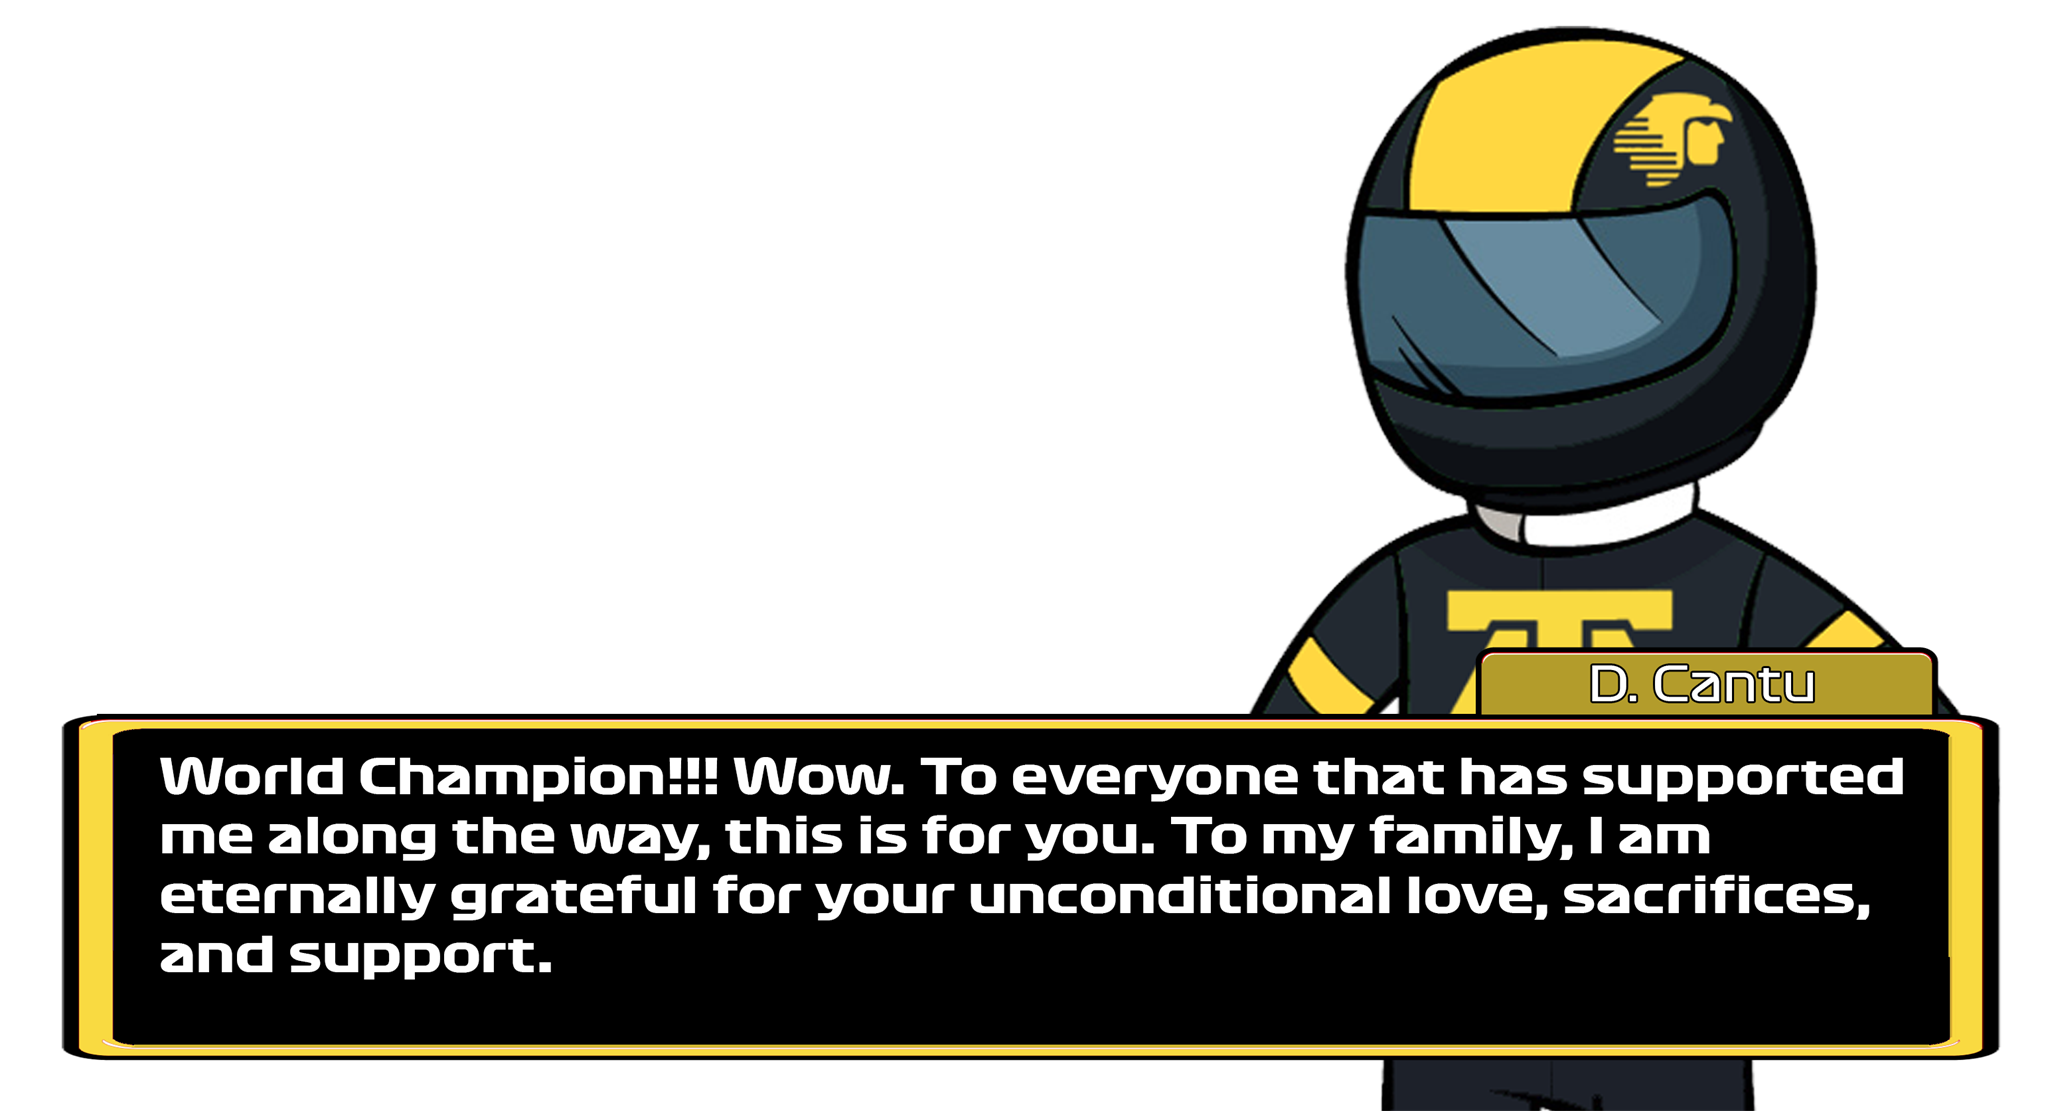 D. Cantu
World Champion!!! Wow. To everyone that has supported
me along the way, this is for you. To my family, I am
eternally grateful for your unconditional love, sacrifices,
and support.